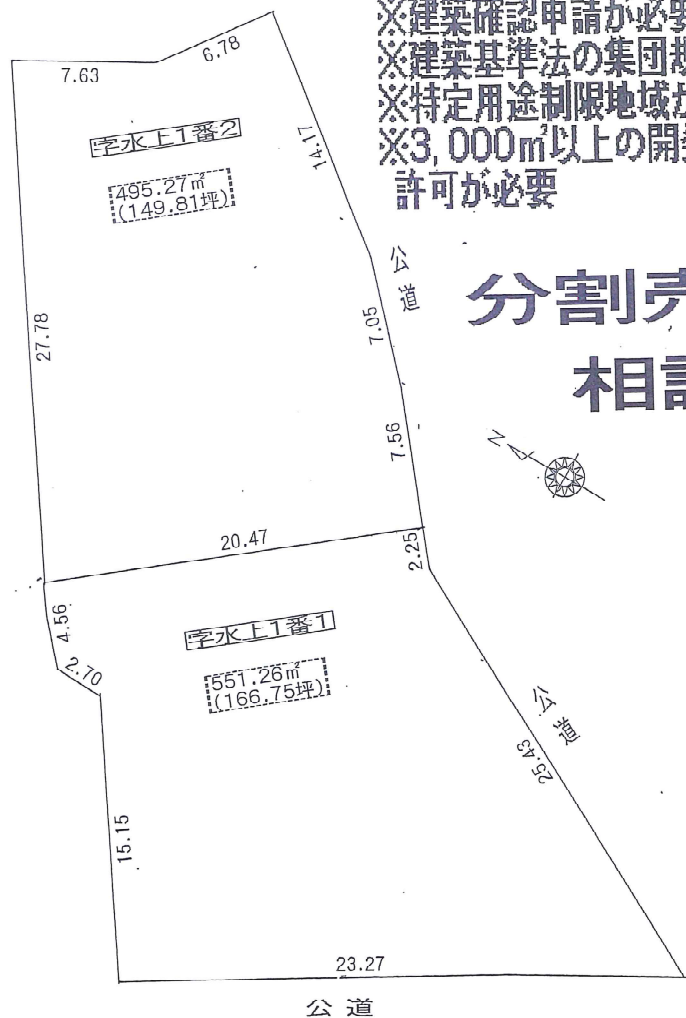 ※建築確認申請が必要
※建築基準法の集団規
※特定用途制限地域が
※3,000㎡以上の開発
許可が必要
分割売
相談
7.63
6.78
字水上1番2
14.17
495.27㎡
(149.81坪)
公道
27.78
7.05
7.56
N
20.47
2.25
4.56
字水上1番1
2.70
551.26㎡
(166.75坪)
公道
25.43
15.15
23.27
公道